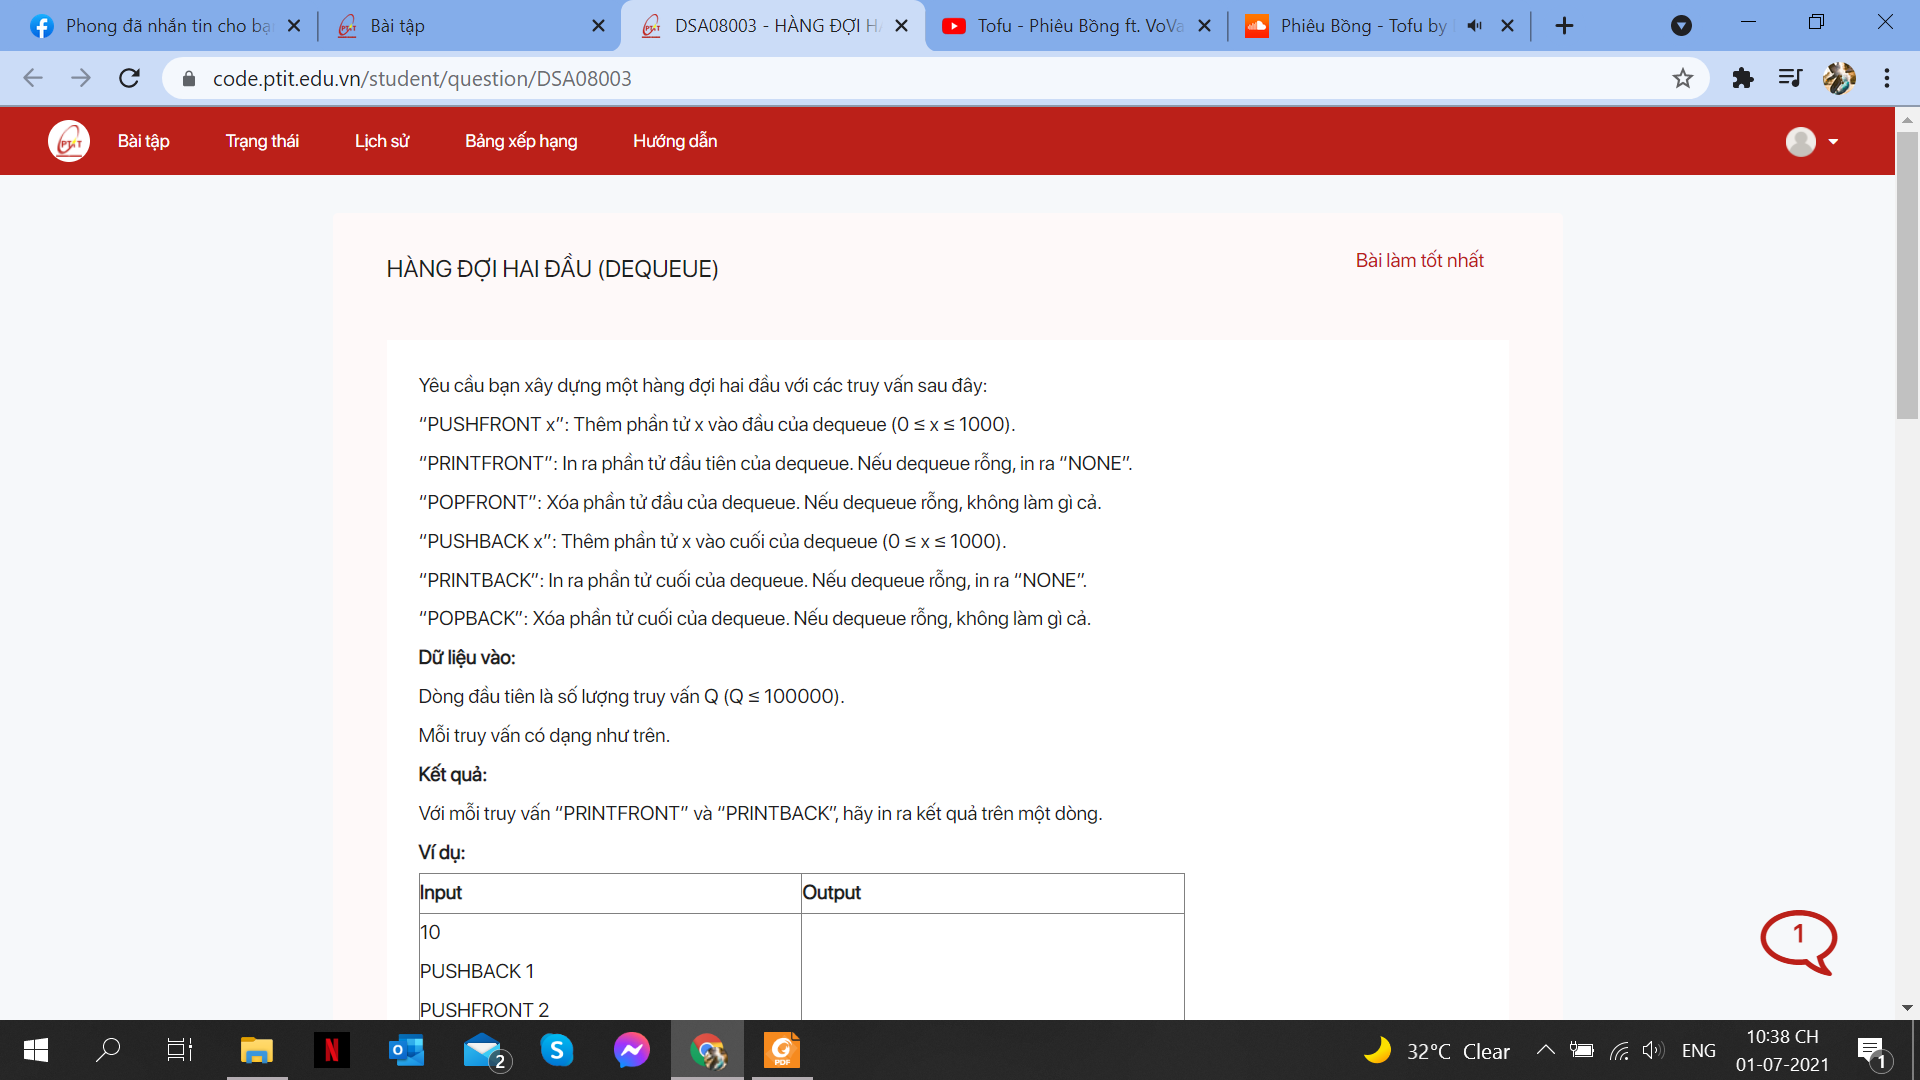 Phong đã nhắn tin cho bạ
Bài tập
DSA08003 - HÀNG ĐỢI H
Tofu - Phiêu Bồng ft. VoVa
Phiêu Bồng - Tofu by
code.ptit.edu.vn/student/question/DSA08003
PTIT
Bài tập
Trạng thái
Lịch sử
Bảng xếp hạng
Hướng dẫn
HÀNG ĐỢI HAI ĐẦU (DEQUEUE)
Bài làm tốt nhất
Yêu cầu bạn xây dựng một hàng đợi hai đầu với các truy vấn sau đây:
“PUSHFRONT x”: Thêm phần tử x vào đầu của dequeue (0 ≤ x ≤ 1000).
“PRINTFRONT”: In ra phần tử đầu tiên của dequeue. Nếu dequeue rỗng, in ra “NONE”.
“POPFRONT”: Xóa phần tử đầu của dequeue. Nếu dequeue rỗng, không làm gì cả.
“PUSHBACK x”: Thêm phần tử x vào cuối của dequeue (0 ≤ x ≤ 1000).
“PRINTBACK”: In ra phần tử cuối của dequeue. Nếu dequeue rỗng, in ra “NONE”.
“POPBACK”: Xóa phần tử cuối của dequeue. Nếu dequeue rỗng, không làm gì cả.
Dữ liệu vào:
Dòng đầu tiên là số lượng truy vấn Q (Q ≤ 100000).
Mỗi truy vấn có dạng như trên.
Kết quả:
Với mỗi truy vấn “PRINTFRONT” và “PRINTBACK”, hãy in ra kết quả trên một dòng.
Ví dụ:
Input
Output
10
PUSHBACK 1
PUSHFRONT 2
1
2
PDF
32°C Clear
ENG
10:38 CH
01-07-2021
1